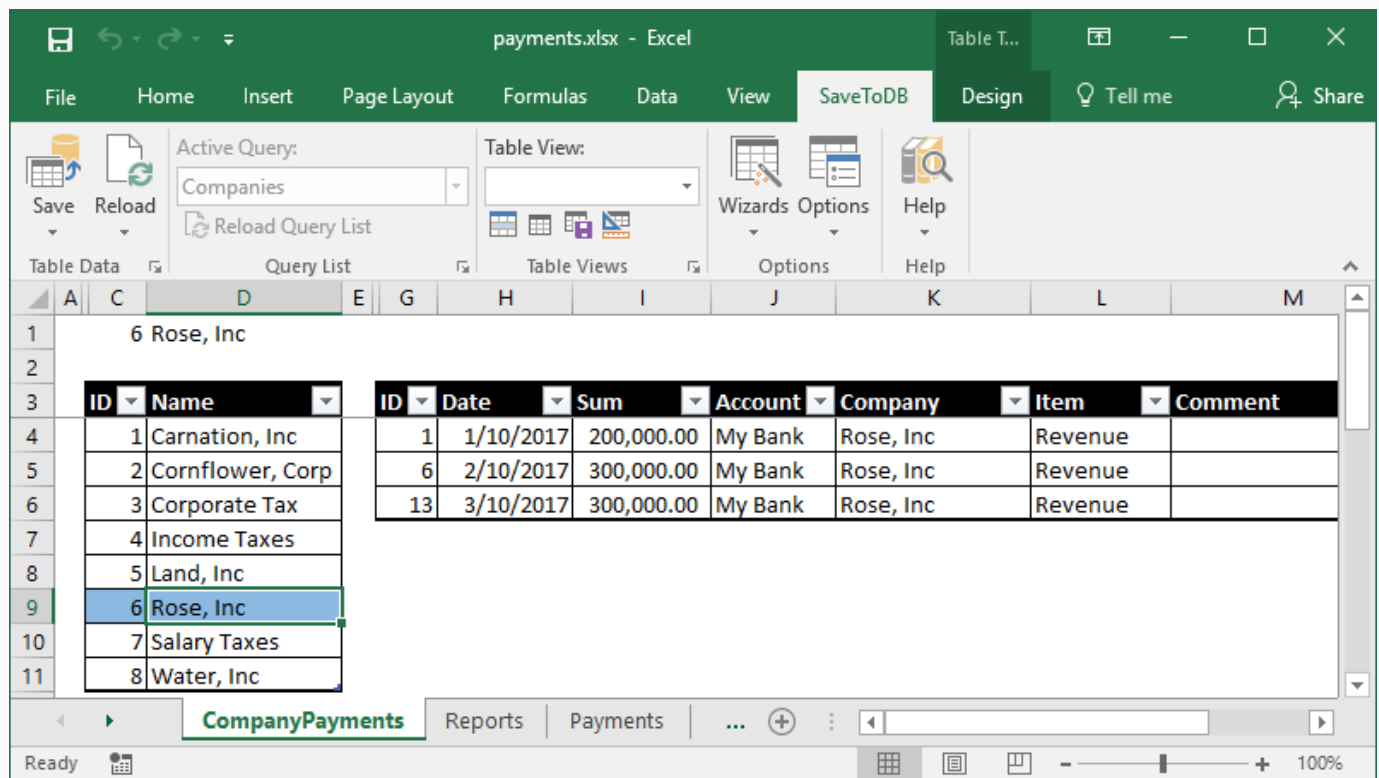 payments.xlsx - Excel Table T...
File Home Insert Page Layout Formulas Data View SaveToDB Design Tell me Share
Active Query: Table View:
Companies
Save Reload Reload Query List Wizards Options Help
Table Data Query List Table Views Options Help
A C D E G H I J K L M
1 6 Rose, Inc
2
3 ID Name ID Date Sum Account Company Item Comment
4 1 Carnation, Inc 1 1/10/2017 200,000.00 My Bank Rose, Inc Revenue
5 2 Cornflower, Corp 6 2/10/2017 300,000.00 My Bank Rose, Inc Revenue
6 3 Corporate Tax 13 3/10/2017 300,000.00 My Bank Rose, Inc Revenue
7 4 Income Taxes
8 5 Land, Inc
9 6 Rose, Inc
10 7 Salary Taxes
11 8 Water, Inc
CompanyPayments Reports Payments ...
Ready 100%